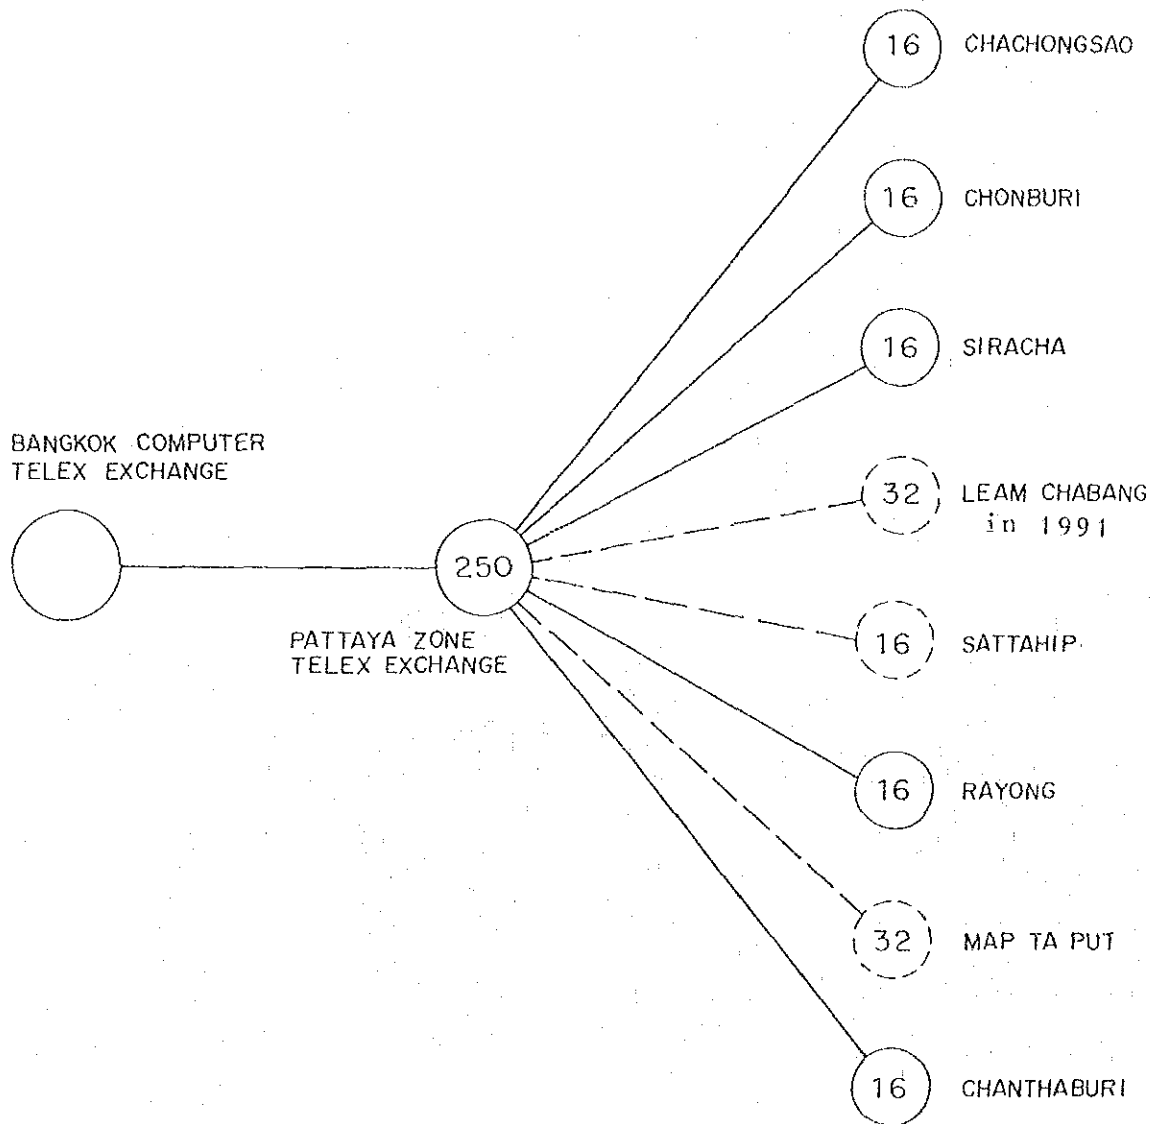 16 CHACHONGSAO
16 CHONBURI
16 SIRACHA
BANGKOK COMPUTER
TELEX EXCHANGE
32 LEAM CHABANG
in 1991
250
PATTAYA ZONE
TELEX EXCHANGE
16 SATTAHIP
16 RAYONG
32 MAP TA PUT
16 CHANTHABURI